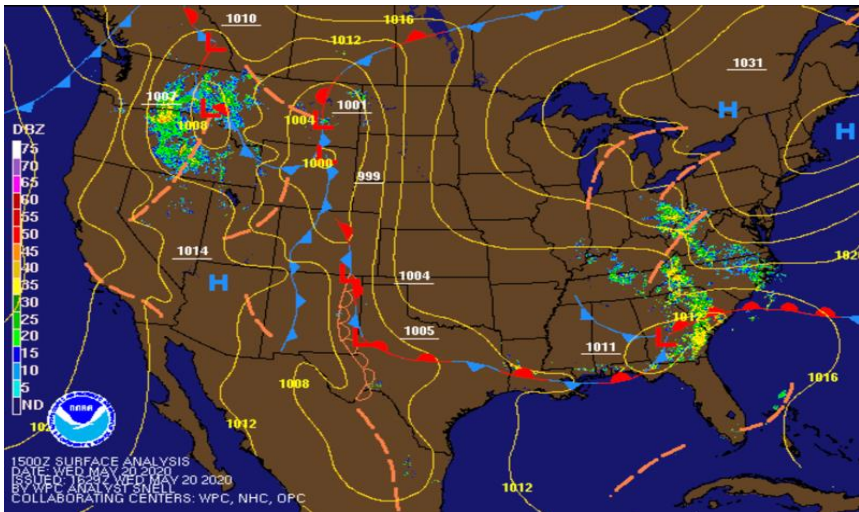 1010
1016
1012
1031
1007
1001
1008
1004
L
H
H
DBZ
75
70
65
60
55
50
45
40
35
30
25
20
15
10
5
ND
1000
999
1014
H
1004
1020
L
1005
1012
1011
L
1008
1016
1012
1012
NOAA
1500Z SURFACE ANALYSIS
DATE: WED MAY 20 2020
ISSUED: 1629Z WED MAY 20 2020
BY WPC ANALYST SNELL
COLLABORATING CENTERS: WPC, NHC, OPC